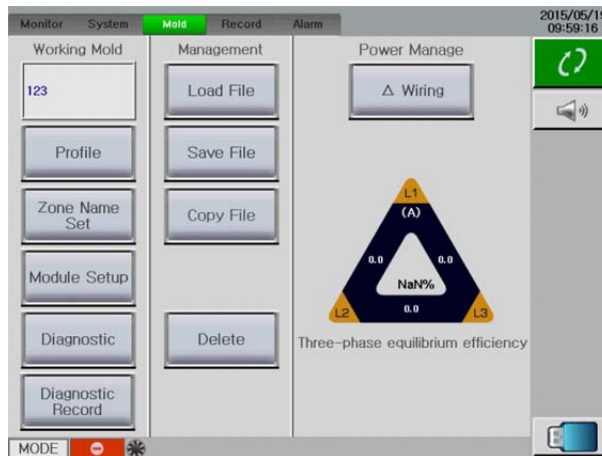 Monitor System Mold Record Alarm
2015/05/19
09:59:16
Working Mold
123
Profile
Zone Name
Set
Module Setup
Diagnostic
Diagnostic
Record
Management
Load File
Save File
Copy File
Delete
Power Manage
Δ Wiring
L1
(A)
0.0 0.0
NaN%
L2 0.0 L3
Three-phase equilibrium efficiency
MODE